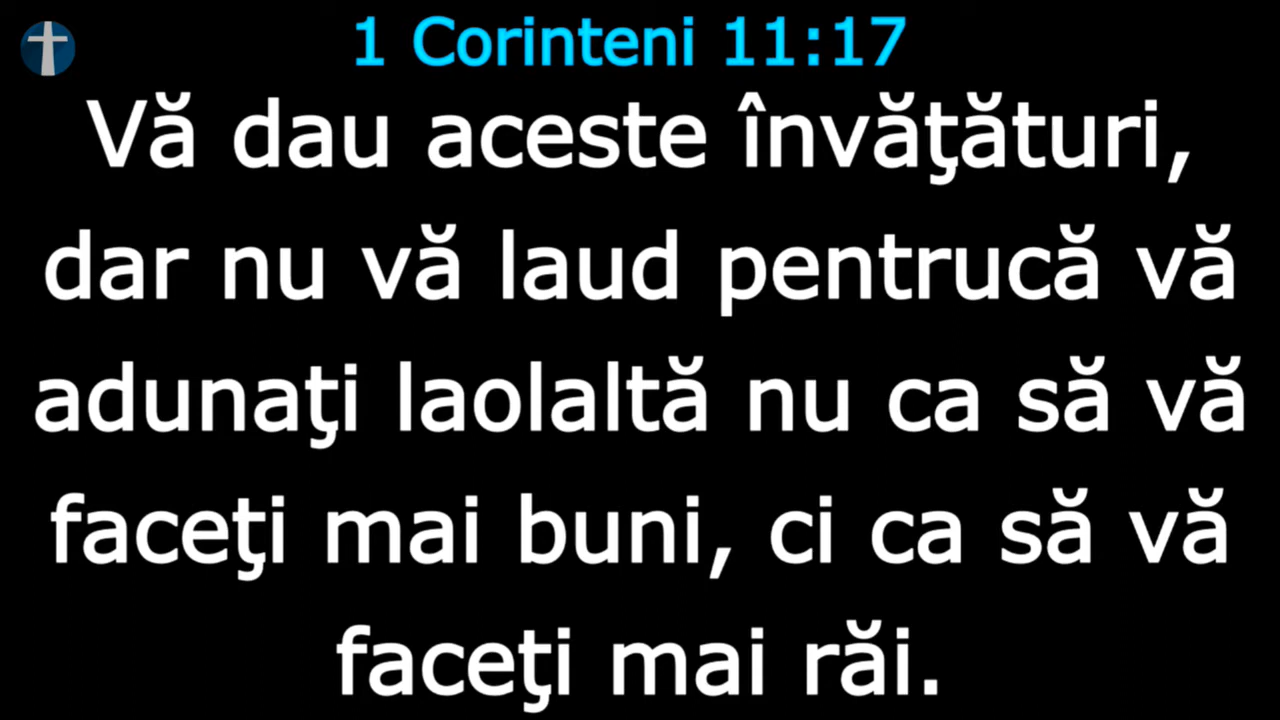 1 Corinteni 11:17
Vă dau aceste învăţături,
dar nu vă laud pentrucă vă
adunaţi laolaltă nu ca să vă
faceţi mai buni, ci ca să vă
faceţi mai răi.